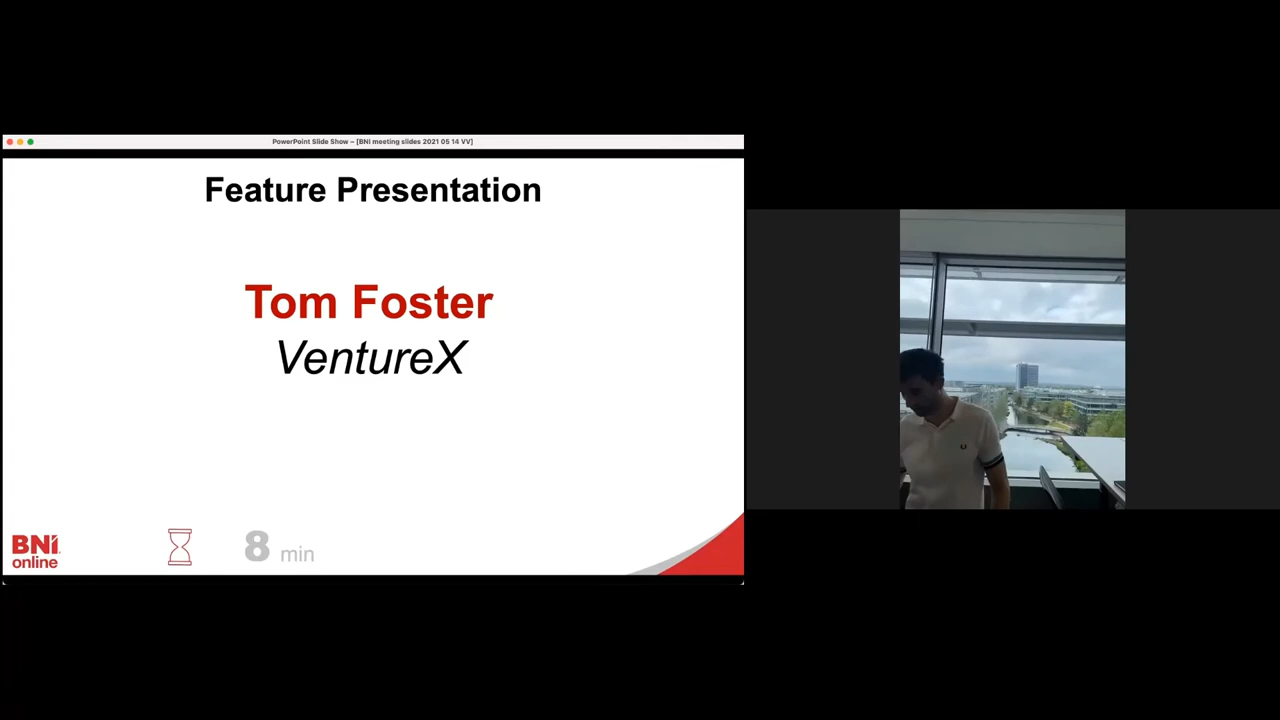 PowerPoint Slide Show – [BNI meeting slides 2021 05 14 VV]
Feature Presentation
Tom Foster
VentureX
BNI
online
8 min